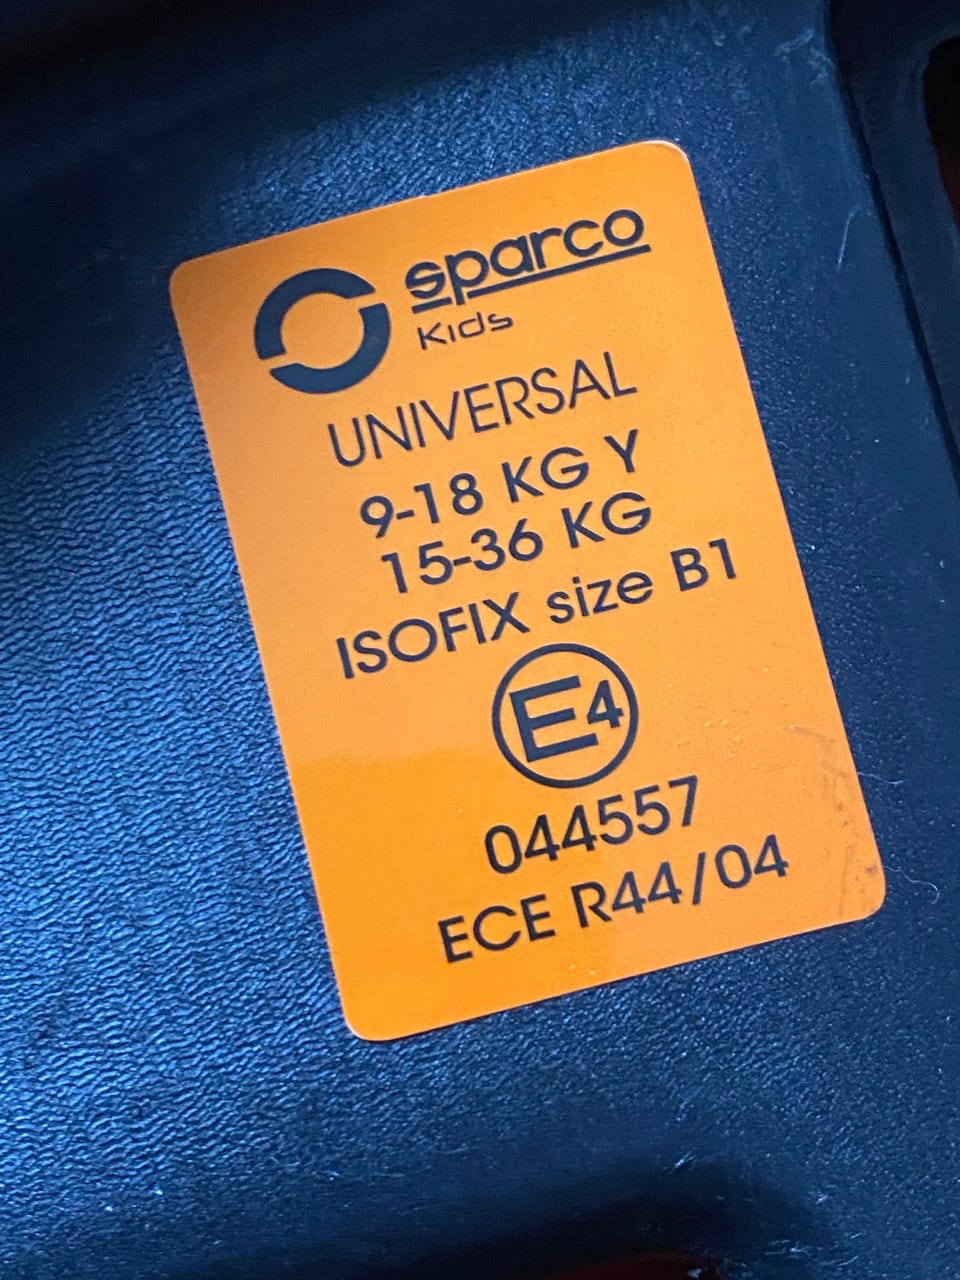 sparco
Kids
UNIVERSAL
9-18 KG Y
15-36 KG
ISOFIX size B1
E4
044557
ECE R44/04